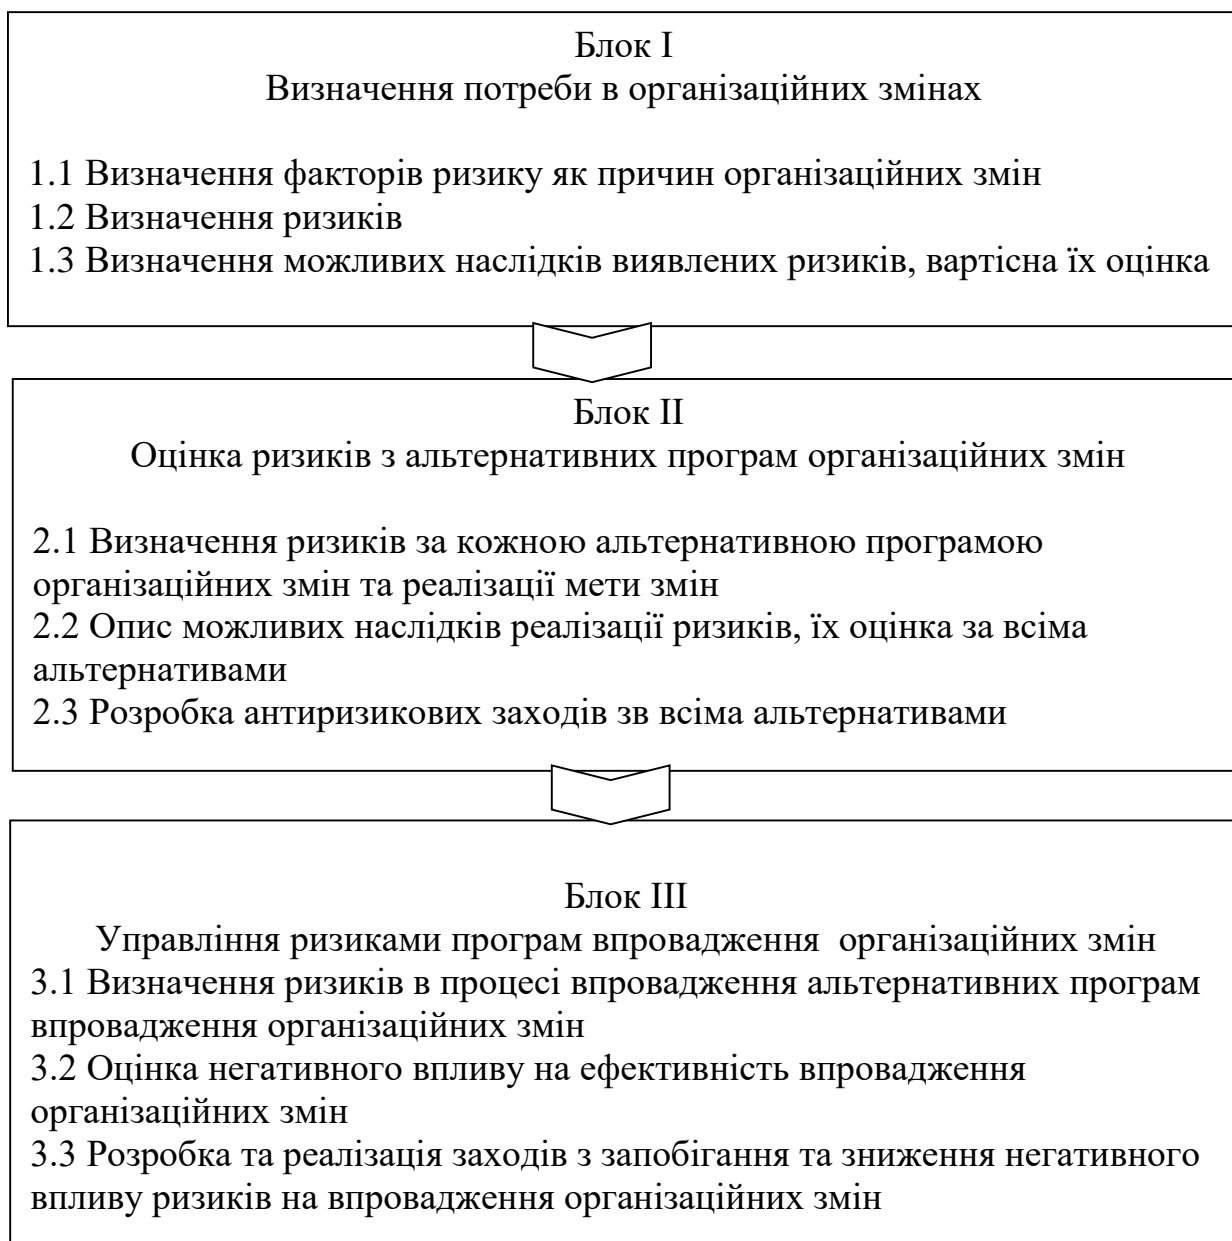 Блок I
Визначення потреби в організаційних змінах
1.1 Визначення факторів ризику як причин організаційних змін
1.2 Визначення ризиків
1.3 Визначення можливих наслідків виявлених ризиків, вартісна їх оцінка
Блок II
Оцінка ризиків з альтернативних програм організаційних змін
2.1 Визначення ризиків за кожною альтернативною програмою
організаційних змін та реалізації мети змін
2.2 Опис можливих наслідків реалізації ризиків, їх оцінка за всіма
альтернативами
2.3 Розробка антиризикових заходів зв всіма альтернативами
Блок III
Управління ризиками програм впровадження організаційних змін
3.1 Визначення ризиків в процесі впровадження альтернативних програм
впровадження організаційних змін
3.2 Оцінка негативного впливу на ефективність впровадження
організаційних змін
3.3 Розробка та реалізація заходів з запобігання та зниження негативного
впливу ризиків на впровадження організаційних змін